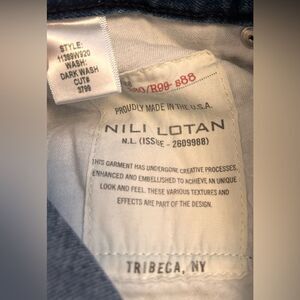 STYLE:
11389W920
WASH:
DARK WASH
CUT#
3799
PROUDLY MADE IN THE U.S.A.
NILI LOTAN
N.L. (ISSUE - 2609988)
THIS GARMENT HAS UNDERGONE CREATIVE PROCESSES,
ENHANCED AND EMBELLISHED TO ACHIEVE AN UNIQUE
LOOK AND FEEL. THESE VARIOUS TEXTURES AND
EFFECTS ARE PART OF THE DESIGN.
TRIBECA, NY